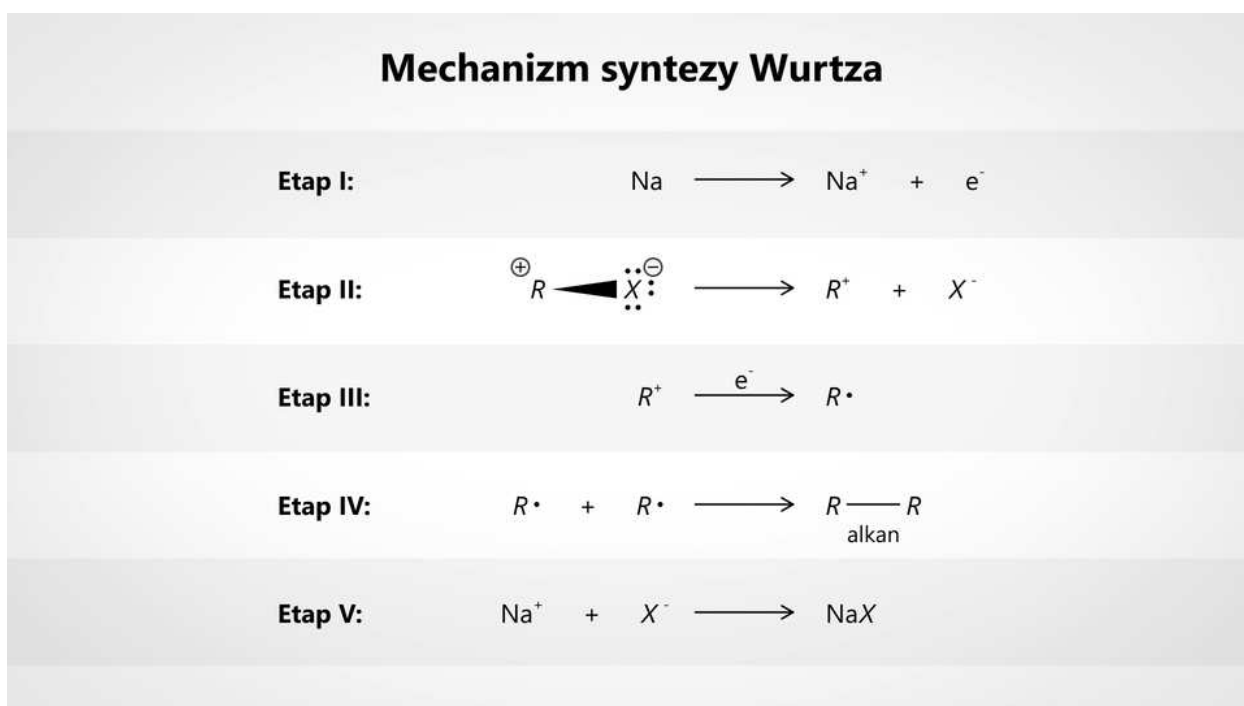 Mechanizm syntezy Wurtza
Etap I: Na ⟶ Na⁺ + e⁻
Etap II: ⊕R X⊖ ⟶ R⁺ + X⁻
Etap III: R⁺ e⁻ ⟶ R•
Etap IV: R• + R• ⟶ R—R
alkan
Etap V: Na⁺ + X⁻ ⟶ NaX